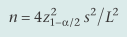 n = 4z²₁₋α/₂ s²/L²